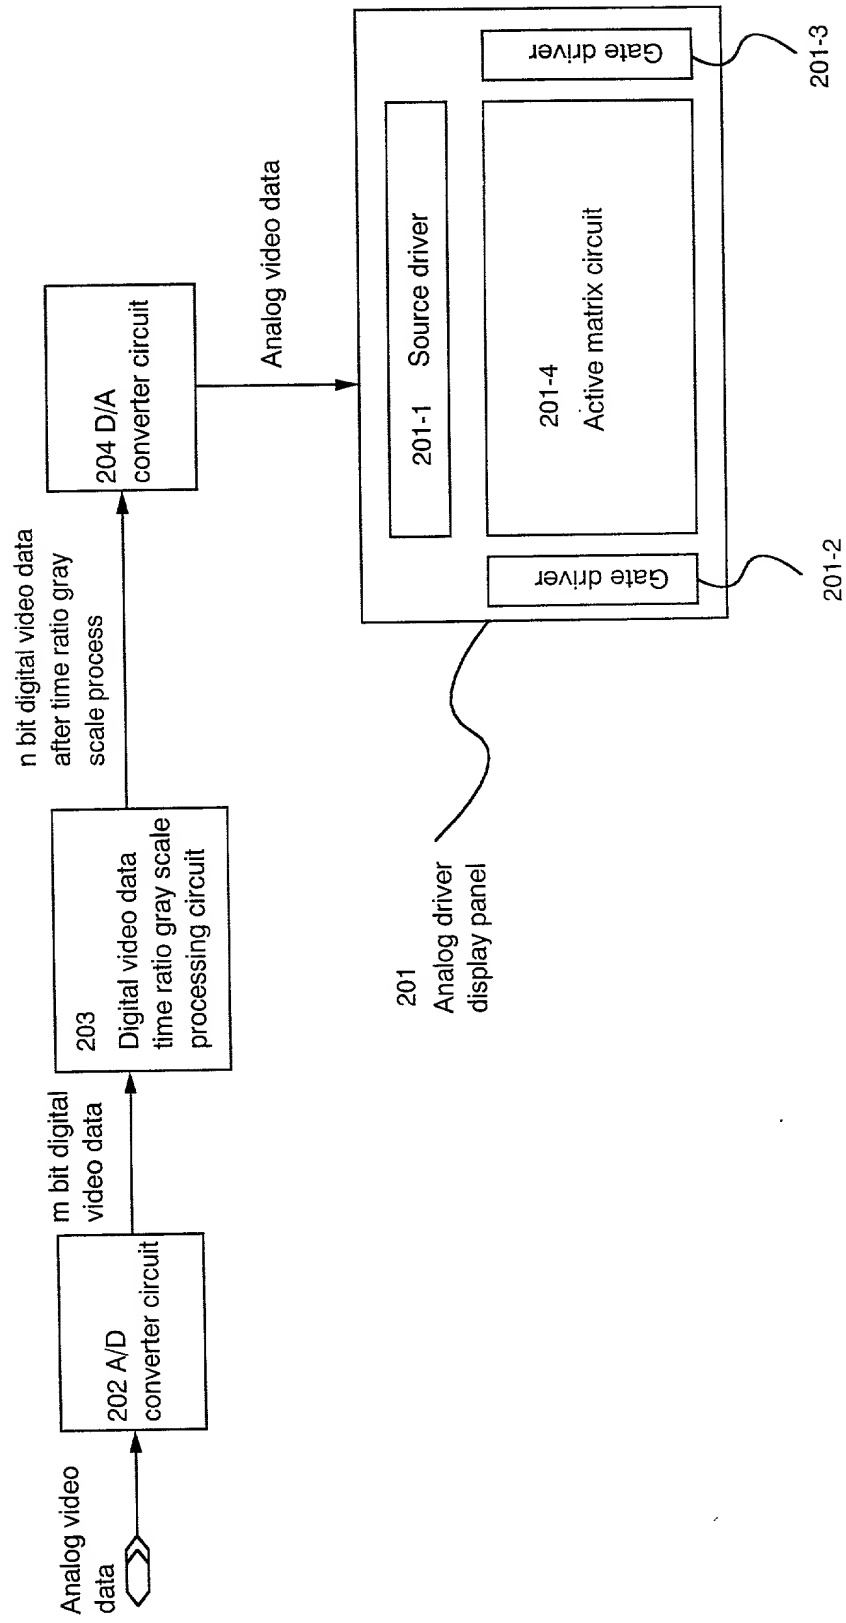 Analog video
data
202 A/D
converter circuit
m bit digital
video data
203
Digital video data
time ratio gray scale
processing circuit
n bit digital video data
after time ratio gray
scale process
204 D/A
converter circuit
Analog video data
201
Analog driver
display panel
201-1 Source driver
Gate driver
201-2
201-4
Active matrix circuit
Gate driver
201-3